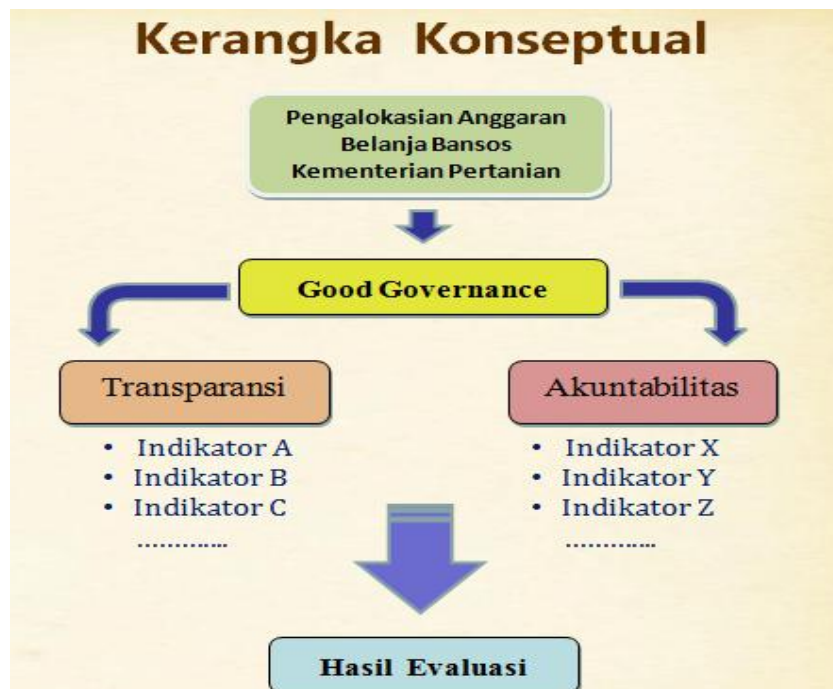 Kerangka Konseptual
Pengalokasian Anggaran
Belanja Bansos
Kementerian Pertanian
Good Governance
Transparansi
• Indikator A
• Indikator B
• Indikator C
.............
Akuntabilitas
• Indikator X
• Indikator Y
• Indikator Z
.............
Hasil Evaluasi